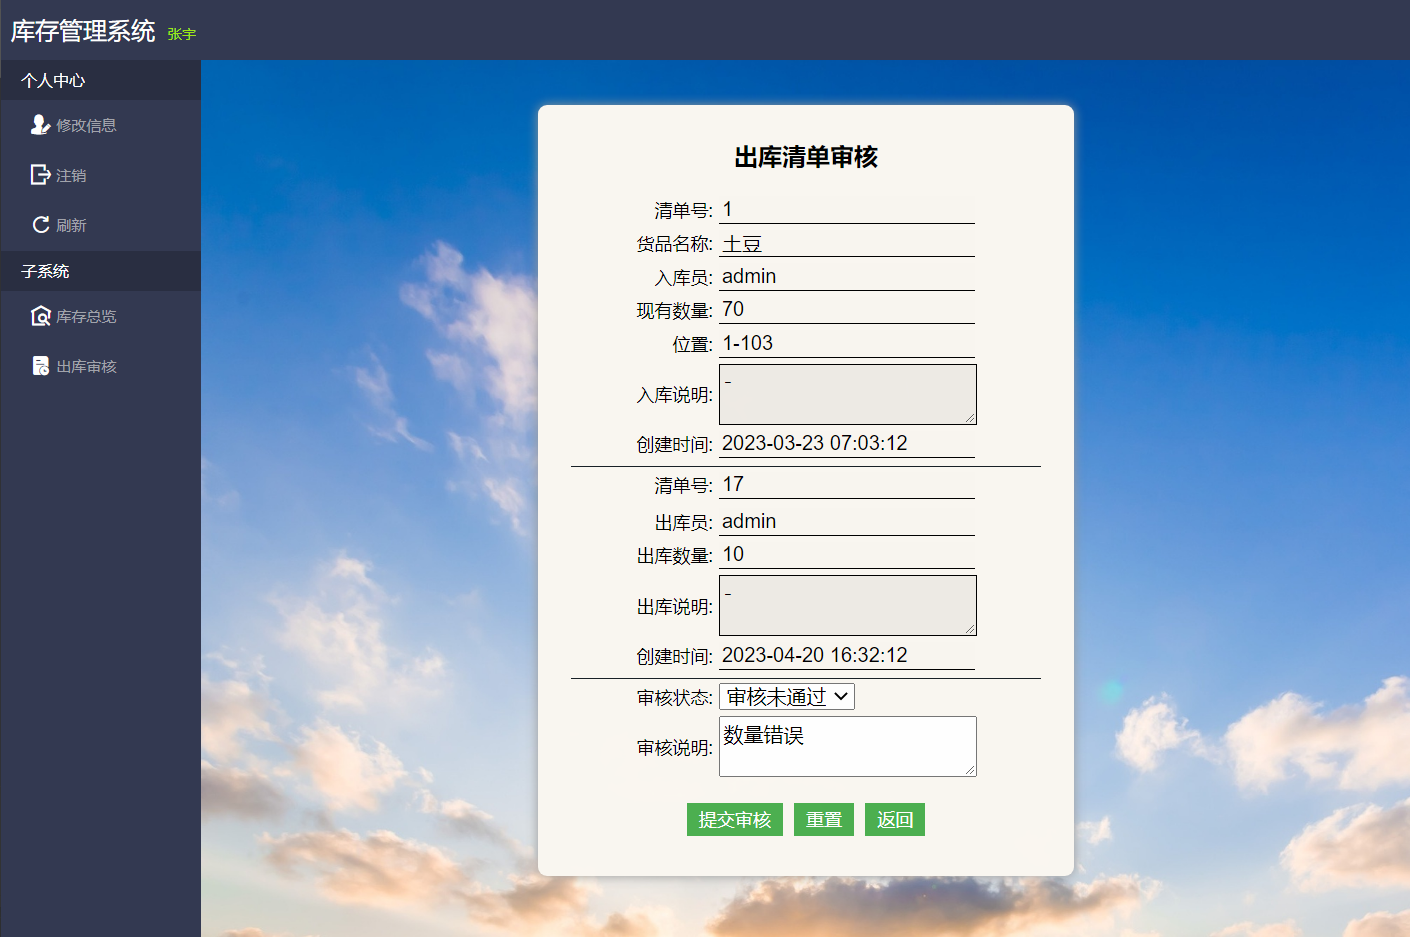 库存管理系统 张宇
个人中心
修改信息
注销
刷新
子系统
库存总览
出库审核
出库清单审核
清单号: 1
货品名称: 土豆
入库员: admin
现有数量: 70
位置: 1-103
入库说明: -
创建时间: 2023-03-23 07:03:12
清单号: 17
出库员: admin
出库数量: 10
出库说明: -
创建时间: 2023-04-20 16:32:12
审核状态: 审核未通过
审核说明: 数量错误
提交审核 重置 返回